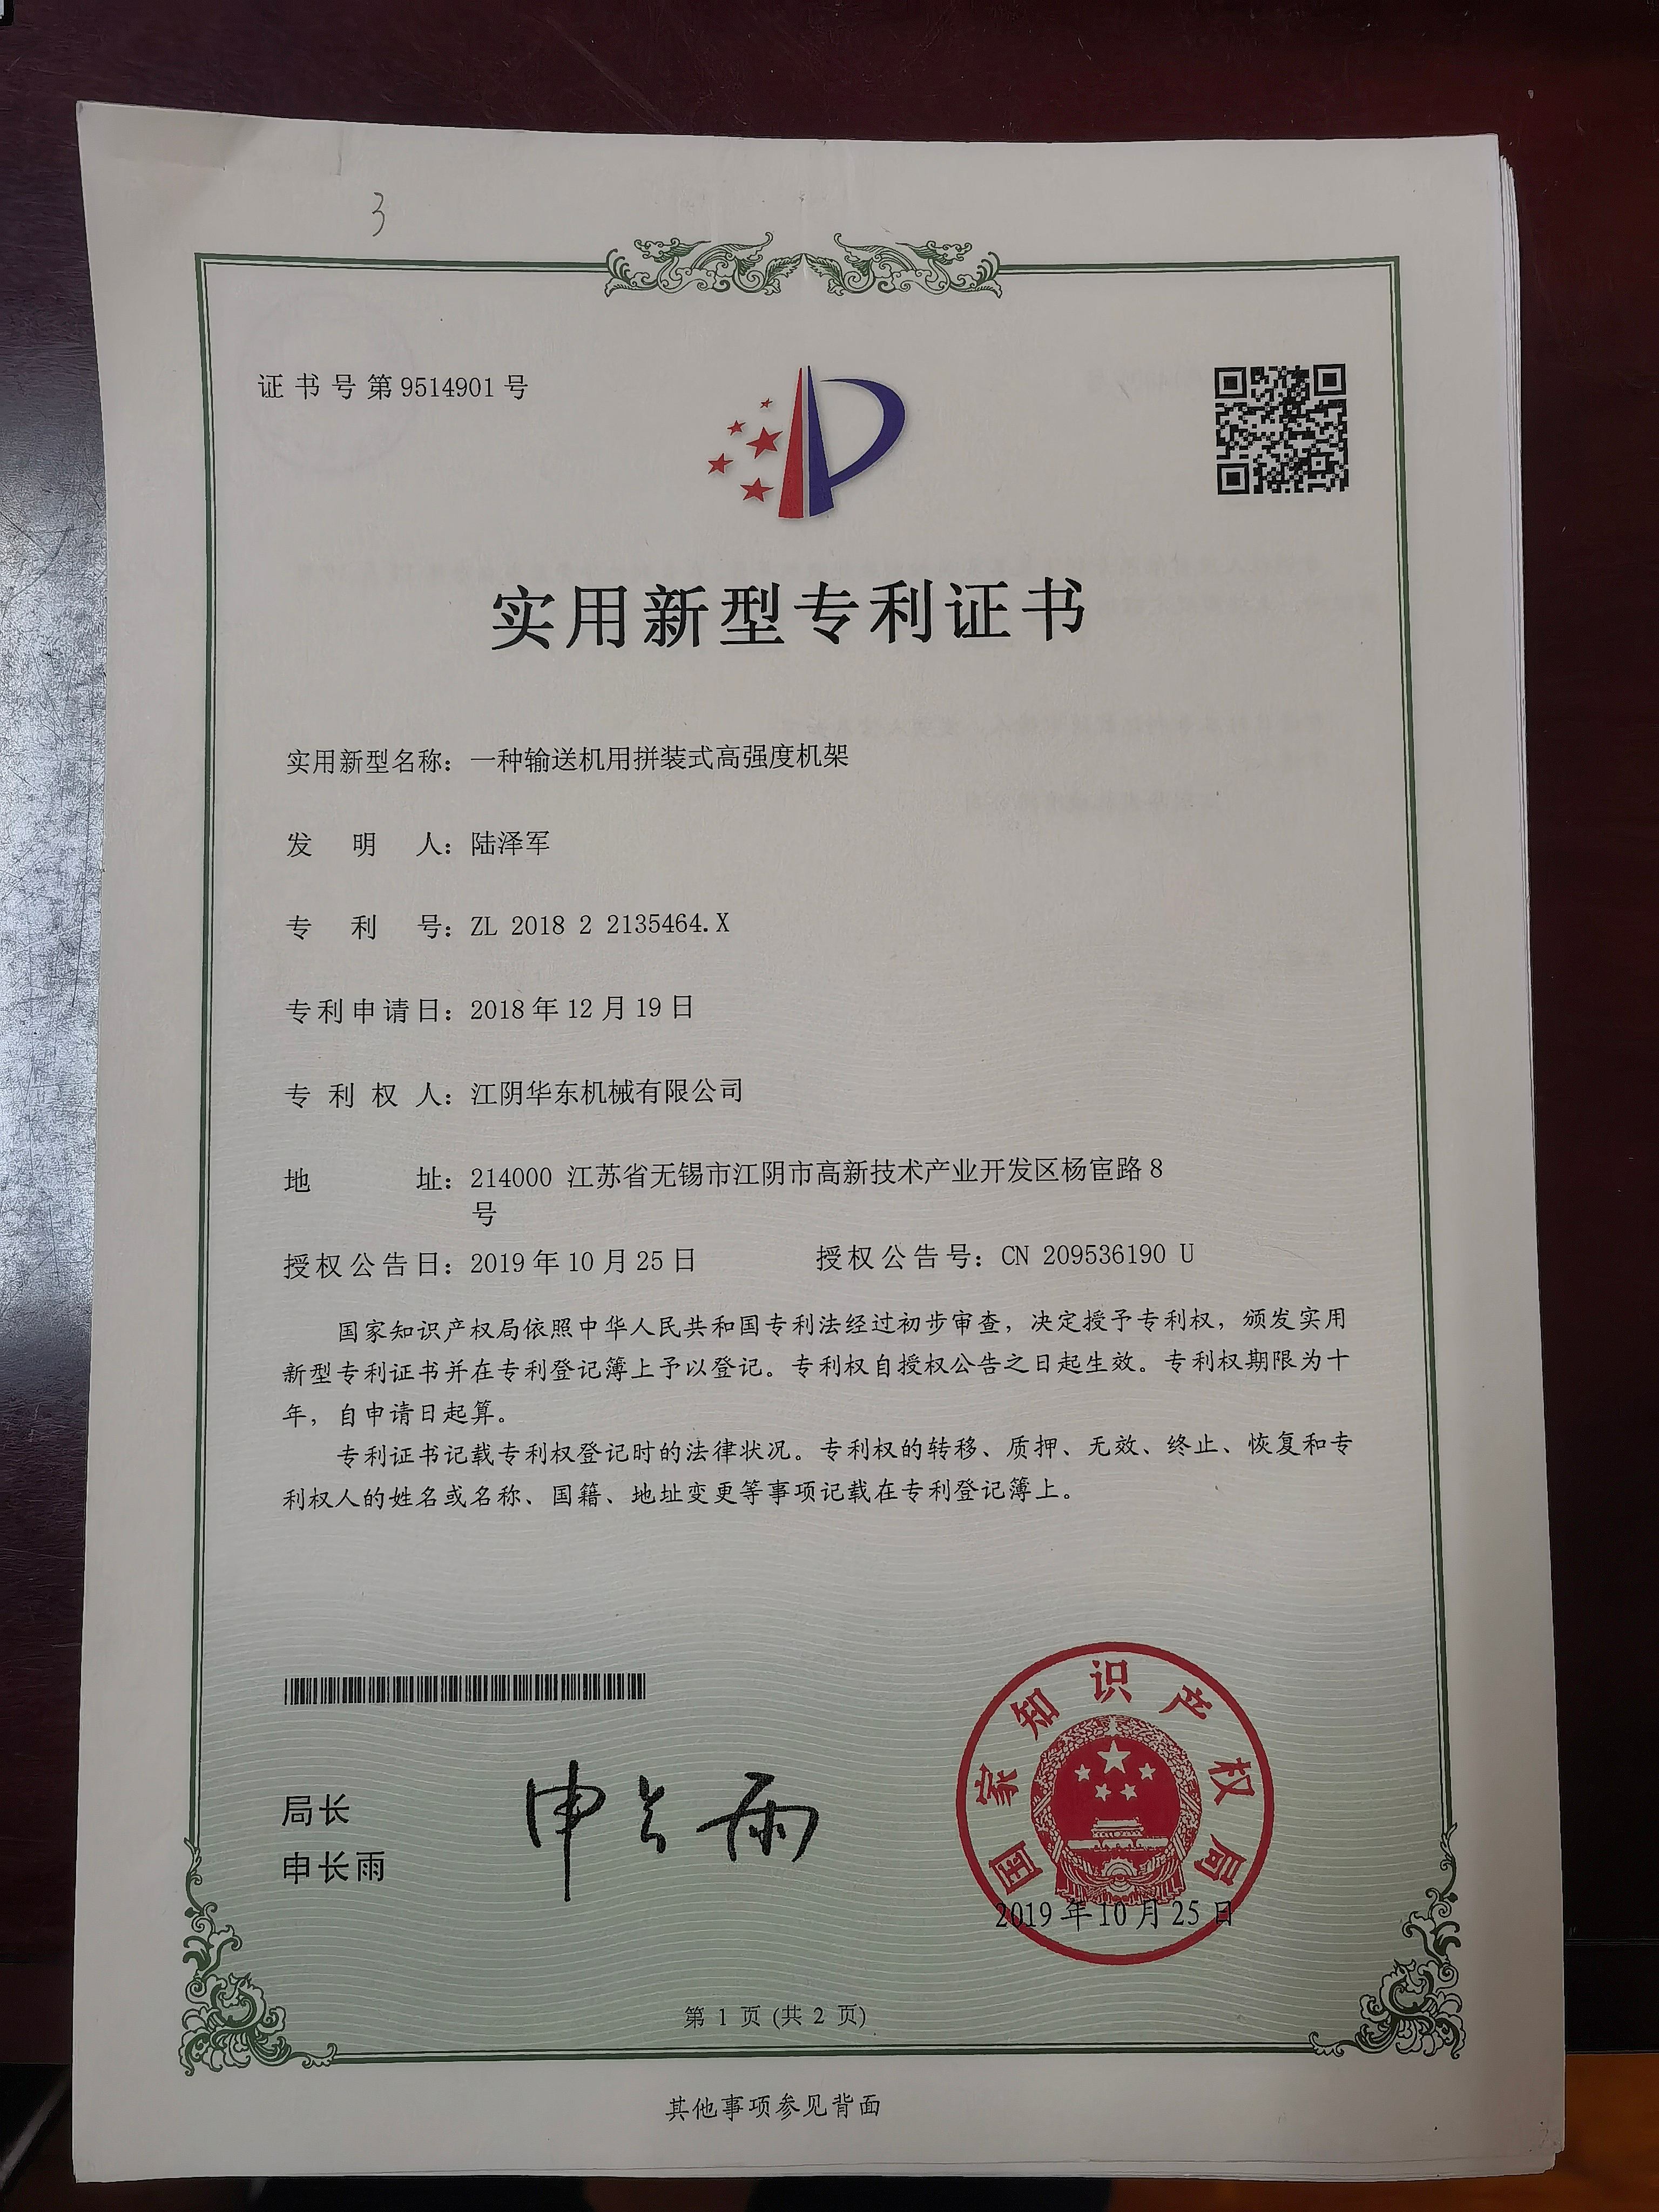 3
证书号第9514901号
实用新型专利证书
实用新型名称：一种输送机用拼装式高强度机架
发明人：陆泽军
专利号：ZL 2018 2 2135464.X
专利申请日：2018年12月19日
专利权人：江阴华东机械有限公司
地址：214000 江苏省无锡市江阴市高新技术产业开发区杨宦路8
号
授权公告日：2019年10月25日 授权公告号：CN 209536190 U
国家知识产权局依照中华人民共和国专利法经过初步审查，决定授予专利权，颁发实用
新型专利证书并在专利登记簿上予以登记。专利权自授权公告之日起生效。专利权期限为十
年，自申请日起算。
专利证书记载专利权登记时的法律状况。专利权的转移、质押、无效、终止、恢复和专
利权人的姓名或名称、国籍、地址变更等事项记载在专利登记簿上。
局长
申长雨
申长雨
国家知识产权局
2019年10月25日
第 1 页 (共 2 页)
其他事项参见背面